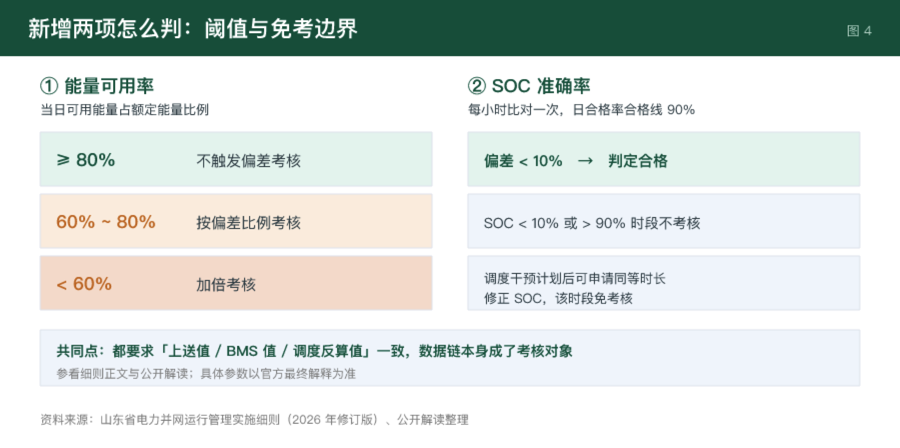 新增两项怎么判：阈值与免考边界
图 4
① 能量可用率
当日可用能量占额定能量比例
≥ 80% 不触发偏差考核
60% ~ 80% 按偏差比例考核
< 60% 加倍考核
② SOC 准确率
每小时比对一次，日合格率合格线 90%
偏差 < 10% → 判定合格
SOC < 10% 或 > 90% 时段不考核
调度干预计划后可申请同等时长
修正 SOC，该时段免考核
共同点：都要求「上送值 / BMS 值 / 调度反算值」一致，数据链本身成了考核对象
参看细则正文与公开解读；具体参数以官方最终解释为准
资料来源：山东省电力并网运行管理实施细则（2026 年修订版）、公开解读整理